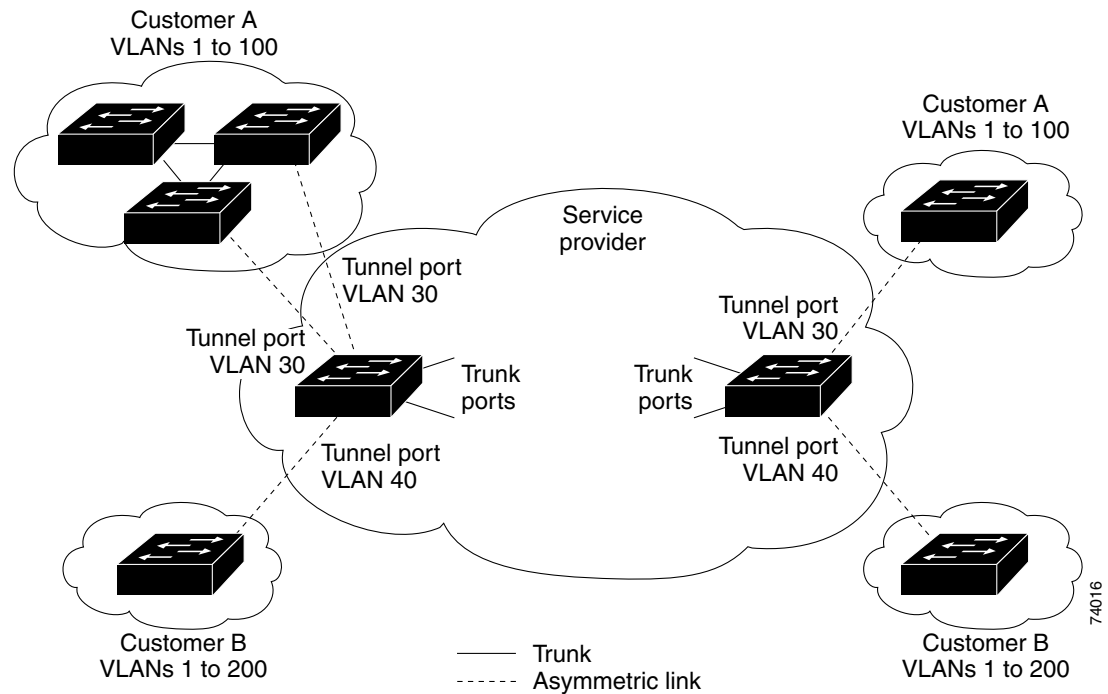 Customer A
VLANs 1 to 100
Customer A
VLANs 1 to 100
Service
provider
Tunnel port
VLAN 30
Tunnel port
VLAN 30
Tunnel port
VLAN 30
Trunk
ports
Trunk
ports
Tunnel port
VLAN 40
Tunnel port
VLAN 40
Customer B
VLANs 1 to 200
Customer B
VLANs 1 to 200
74016
Trunk
Asymmetric link